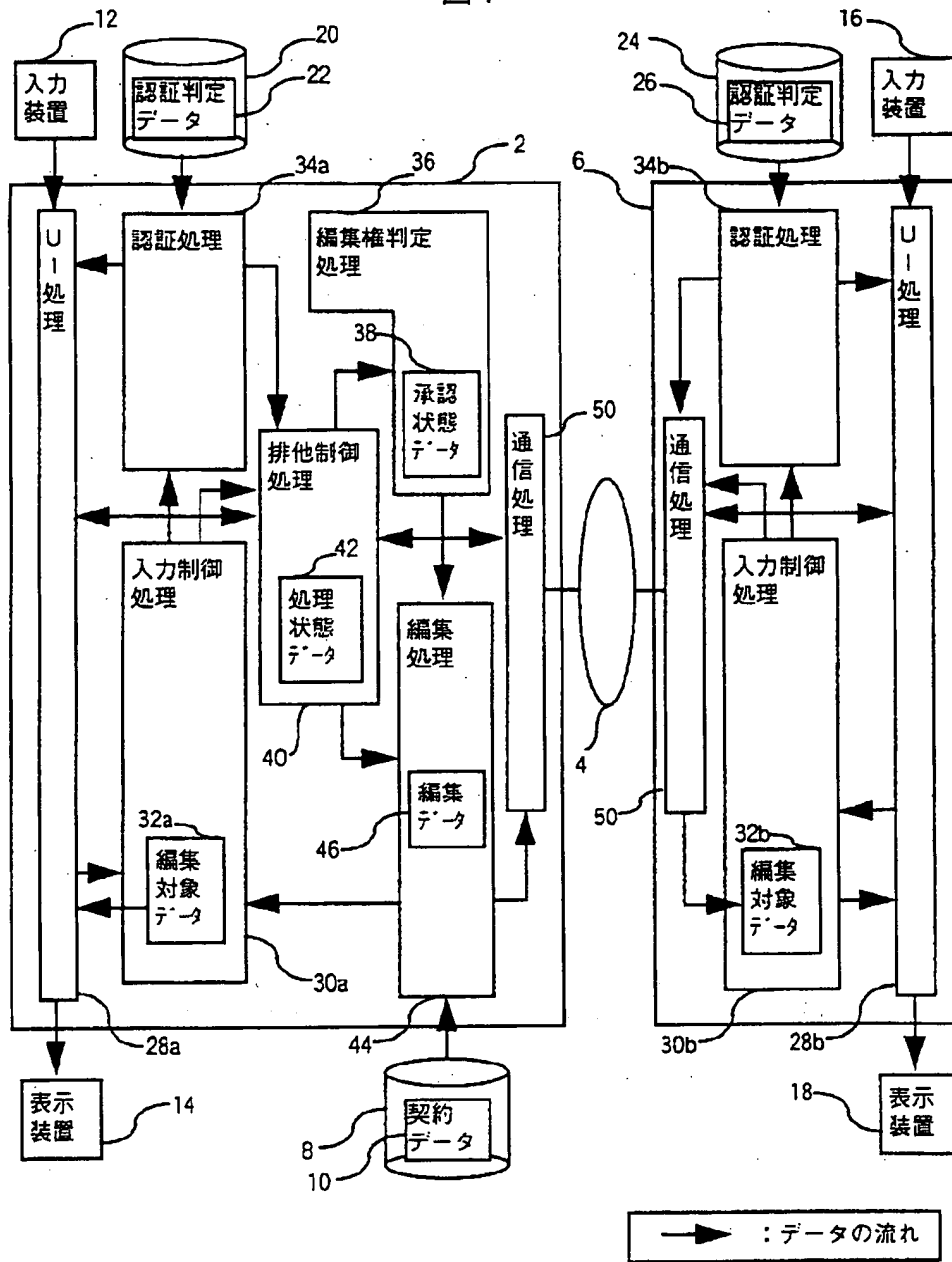 12
入力
装置
20
22
認証判定
データ
24
26
認証判定
データ
16
入力
装置
2
34a
36
6
34b
UI処理
認証処理
編集権判定
処理
38
承認
状態
データ
50
通信処理
排他制御
処理
42
処理
状態
データ
40
入力制御
処理
32a
編集
対象
データ
30a
28a
編集
処理
46
編集
データ
44
4
認証処理
UI処理
通信処理
50
入力制御
処理
32b
編集
対象
データ
30b
28b
表示
装置
14
8
10
契約
データ
18
表示
装置
:データの流れ